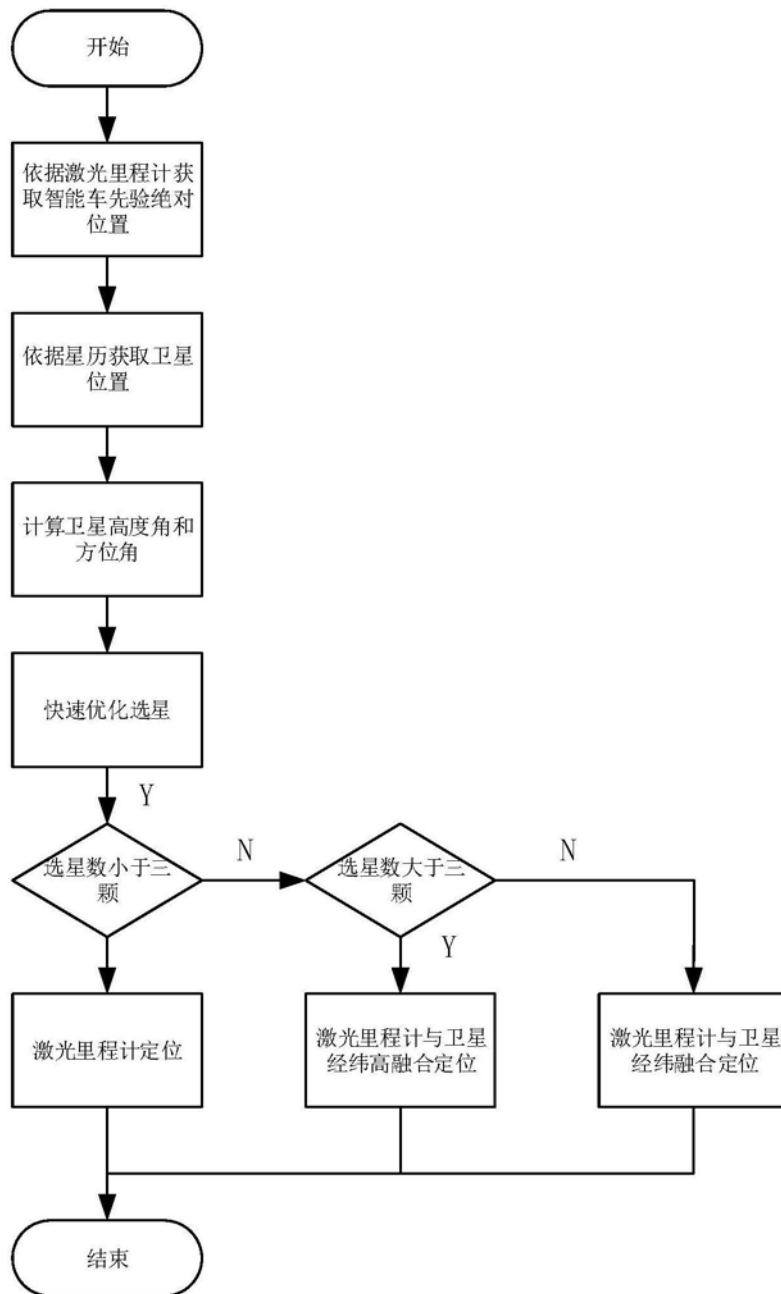 开始
依据激光里程计获
取智能车先验绝对
位置
依据星历获取卫星
位置
计算卫星高度角和
方位角
快速优化选星
Y
选星数小于三
颗
N
选星数大于三
颗
N
Y
激光里程计定位
激光里程计与卫星
经纬高融合定位
激光里程计与卫星
经纬融合定位
结束